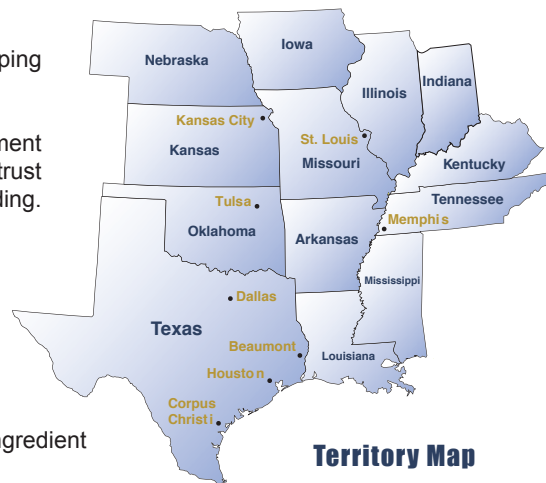 ping
ment
trust
ding.
ngredient
Iowa
Nebraska
Illinois
Indiana
Kansas City
St. Louis
Kansas
Missouri
Kentucky
Tennessee
Tulsa
Memphis
Oklahoma
Arkansas
Mississippi
Dallas
Texas
Beaumont
Louisiana
Houston
Corpus
Christi
Territory Map